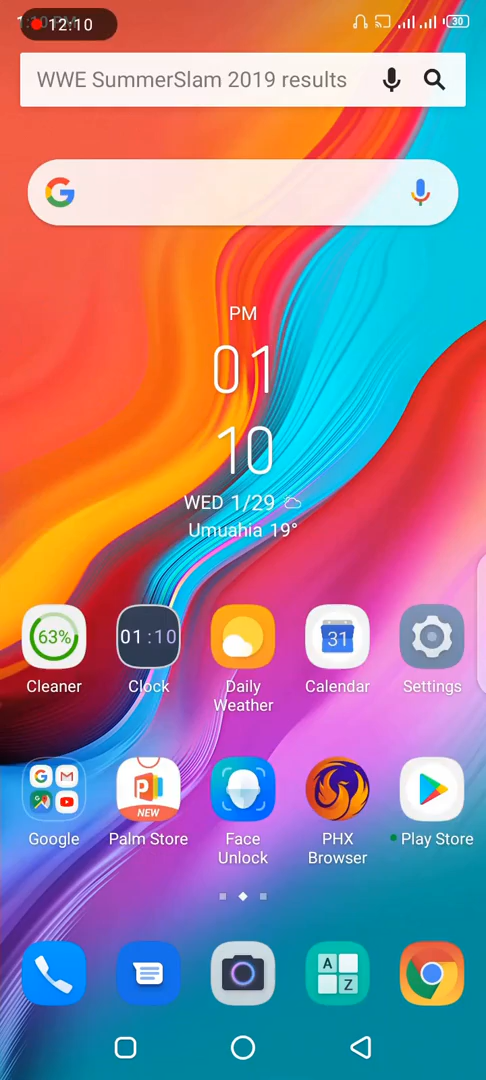 12:10
30
WWE SummerSlam 2019 results
PM
01
10
WED 1/29
Umuahia 19°
63%
01:10
31
Cleaner
Clock
Daily Weather
Calendar
Settings
NEW
Google
Palm Store
Face Unlock
PHX Browser
Play Store
A
Z